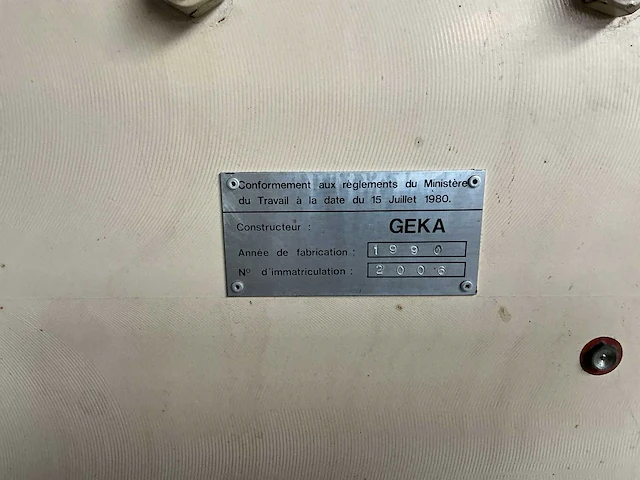 Conformement aux règlements du Ministère
du Travail à la date du 15 Juillet 1980.
Constructeur : GEKA
Année de fabrication : 1990
N° d'immatriculation : 2006